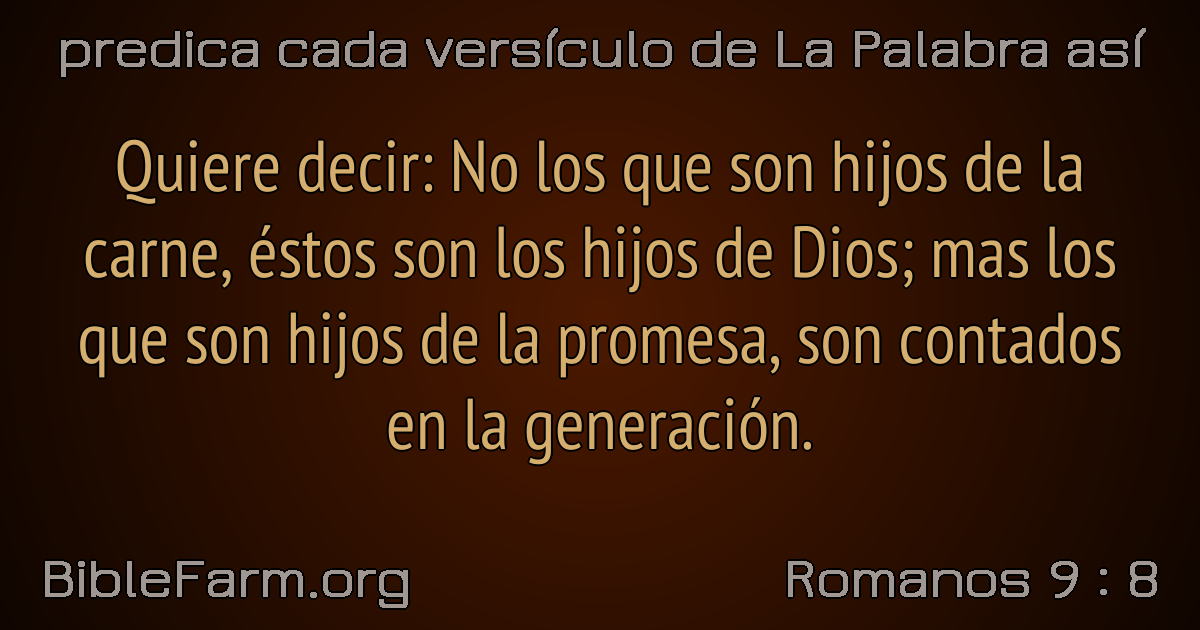 predica cada versículo de La Palabra así
Quiere decir: No los que son hijos de la
carne, éstos son los hijos de Dios; mas los
que son hijos de la promesa, son contados
en la generación.
BibleFarm.org
Romanos 9 : 8